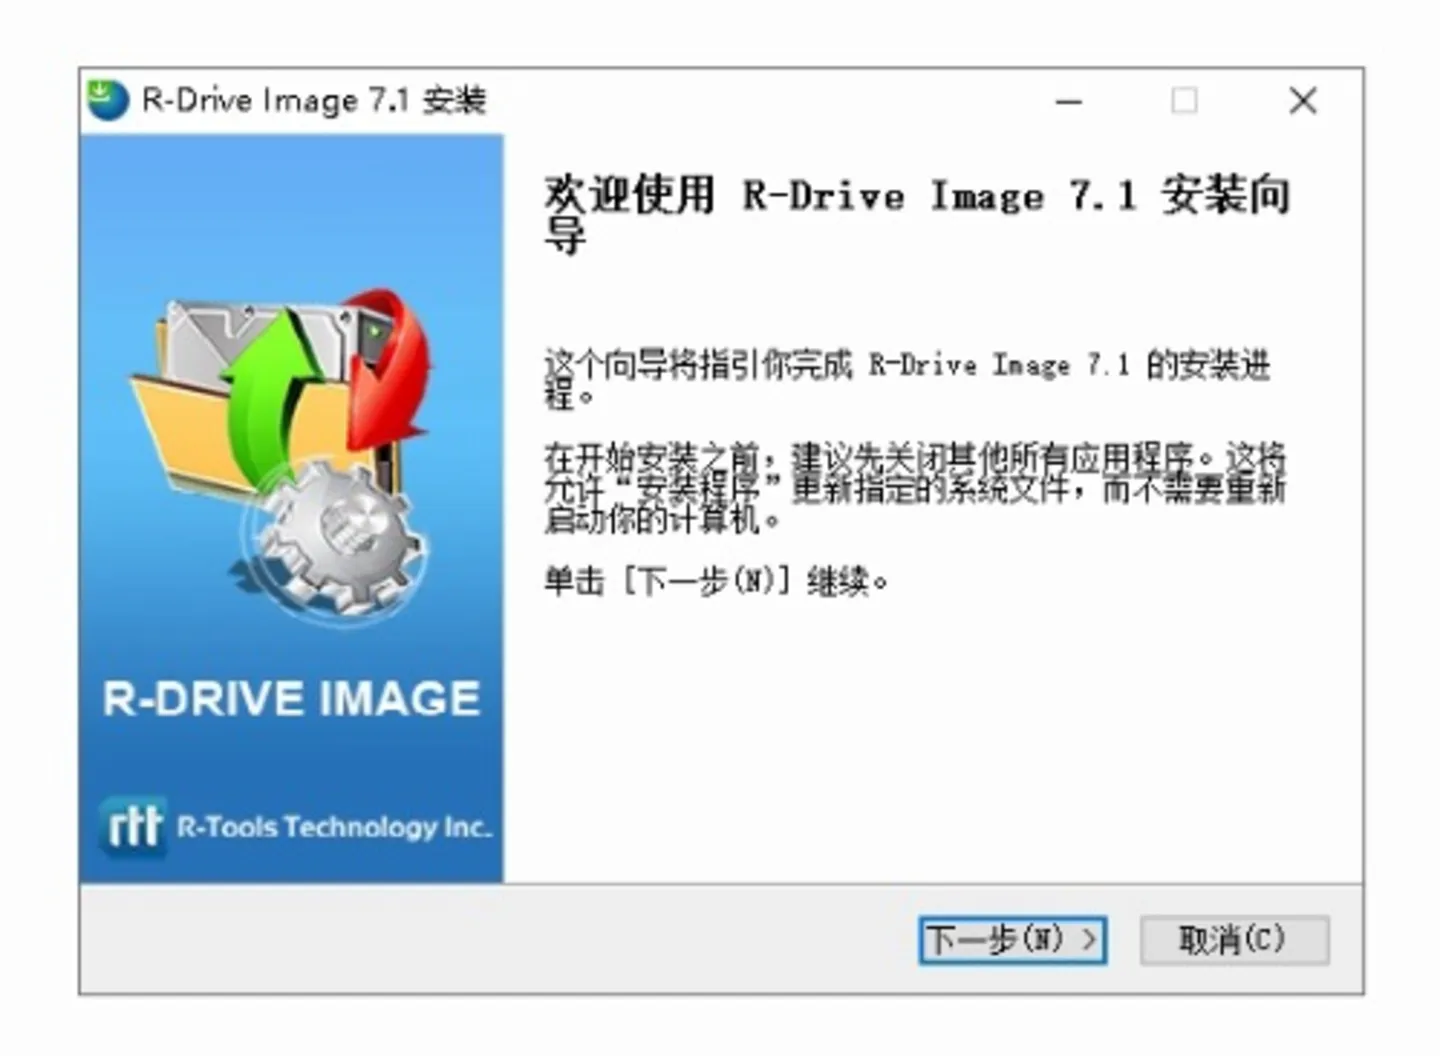 R-Drive Image 7.1 安装
欢迎使用 R-Drive Image 7.1 安装向
导
这个向导将指引你完成 R-Drive Image 7.1 的安装进
程。
在开始安装之前，建议先关闭其他所有应用程序。这将
允许“安装程序”更新指定的系统文件，而不需要重新
启动你的计算机。
单击 [下一步(N)] 继续。
R-DRIVE IMAGE
rtt R-Tools Technology Inc.
下一步(N) >
取消(C)